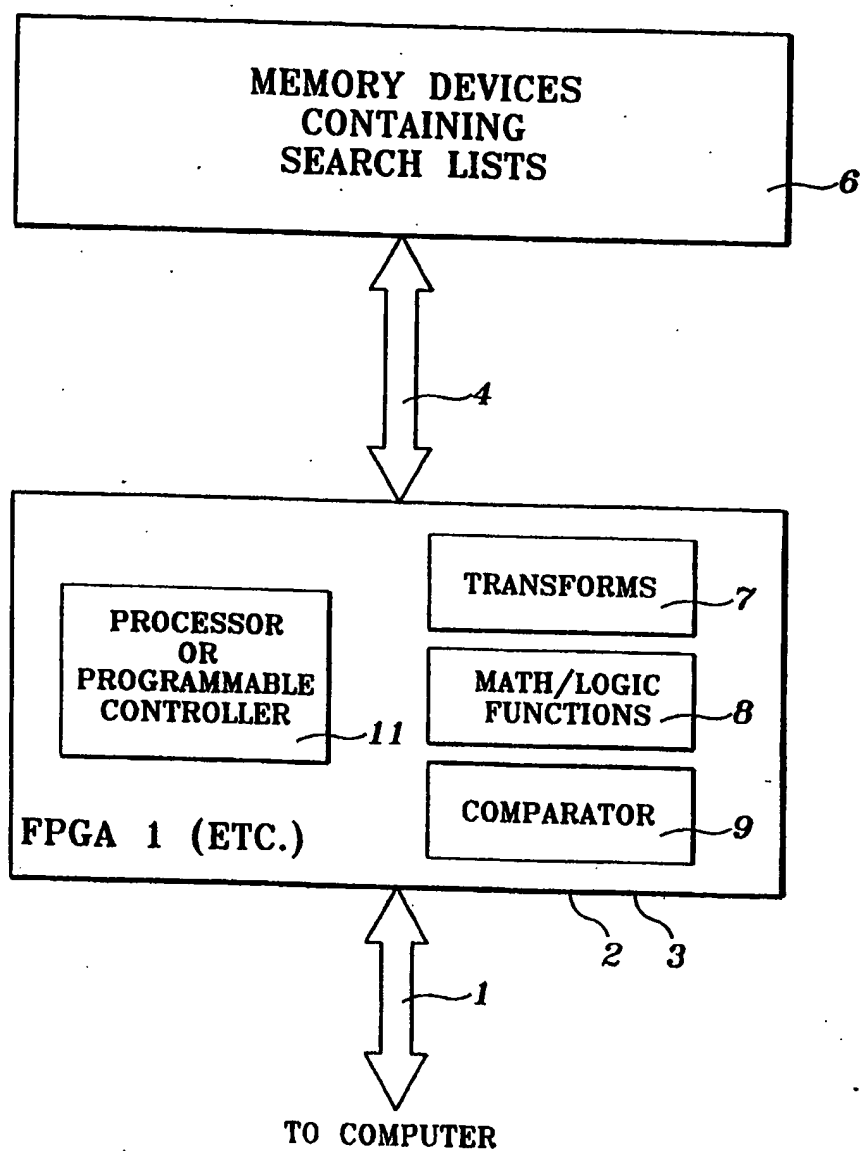 MEMORY DEVICES
CONTAINING
SEARCH LISTS
6
4
TRANSFORMS
7
PROCESSOR
OR
PROGRAMMABLE
CONTROLLER
11
MATH/LOGIC
FUNCTIONS
8
COMPARATOR
9
FPGA 1 (ETC.)
2
3
1
TO COMPUTER